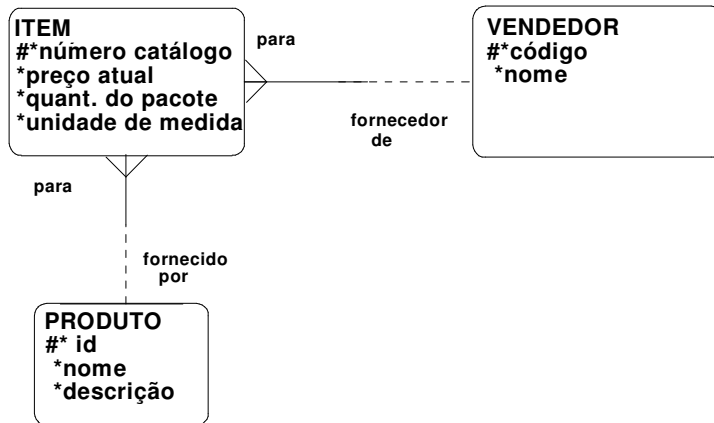 ITEM
#*número catálogo
*preço atual
*quant. do pacote
*unidade de medida
para
VENDEDOR
#*código
*nome
fornecedor
de
para
fornecido
por
PRODUTO
#* id
*nome
*descrição